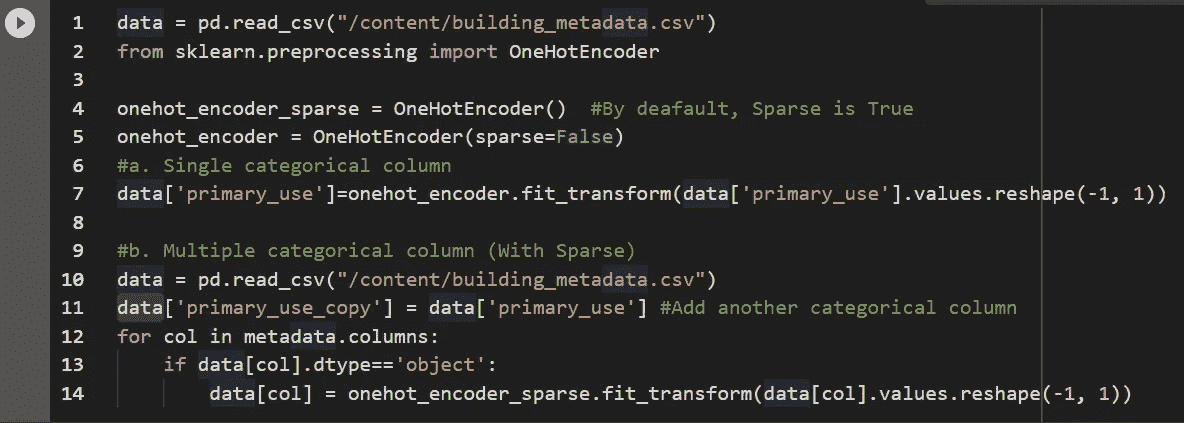 1 data = pd.read_csv("/content/building_metadata.csv")
2 from sklearn.preprocessing import OneHotEncoder
3
4 onehot_encoder_sparse = OneHotEncoder()  #By deafault, Sparse is True
5 onehot_encoder = OneHotEncoder(sparse=False)
6 #a. Single categorical column
7 data['primary_use']=onehot_encoder.fit_transform(data['primary_use'].values.reshape(-1, 1))
8
9 #b. Multiple categorical column (With Sparse)
10 data = pd.read_csv("/content/building_metadata.csv")
11 data['primary_use_copy'] = data['primary_use'] #Add another categorical column
12 for col in metadata.columns:
13     if data[col].dtype=='object':
14         data[col] = onehot_encoder_sparse.fit_transform(data[col].values.reshape(-1, 1))